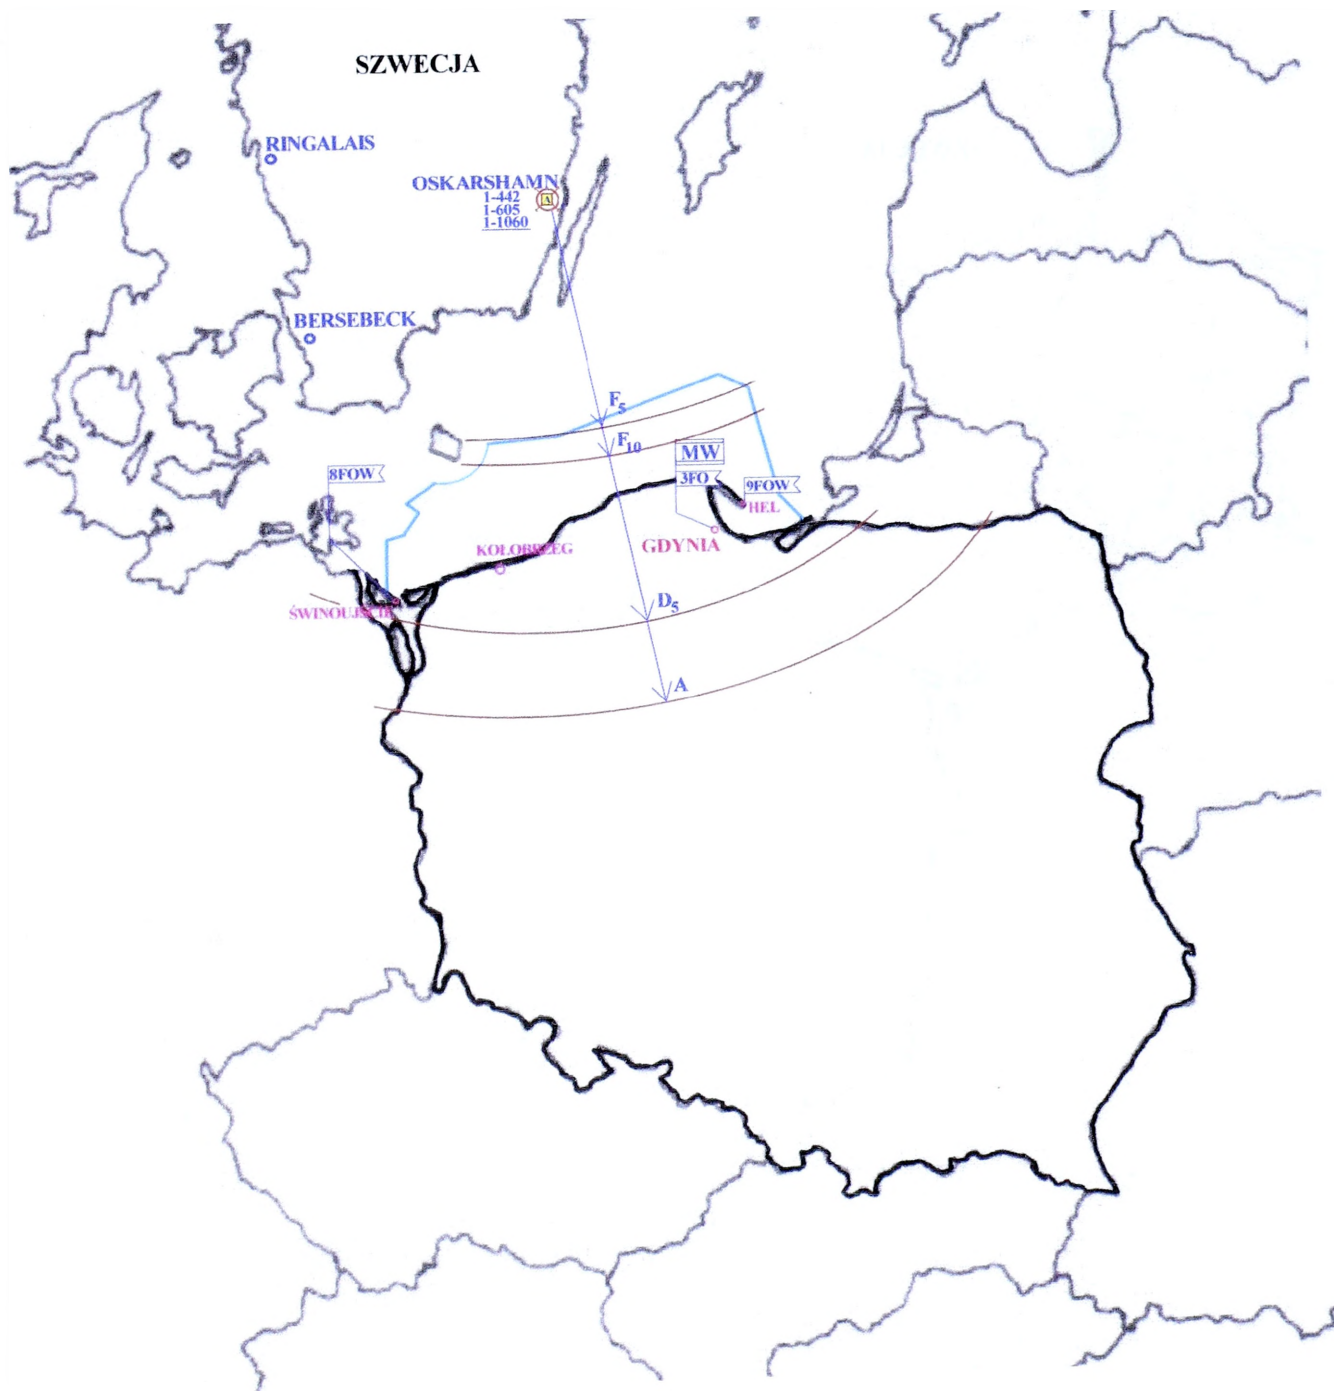 SZWECJA
RINGALAIS
OSKARSHAMN
A
1-442
1-605
1-1060
BERSEBECK
F5
F10
MW
8FOW
3FO
9FOW
HEL
GDYNIA
KOŁOBRZEG
D5
ŚWINOUJŚCIE
A